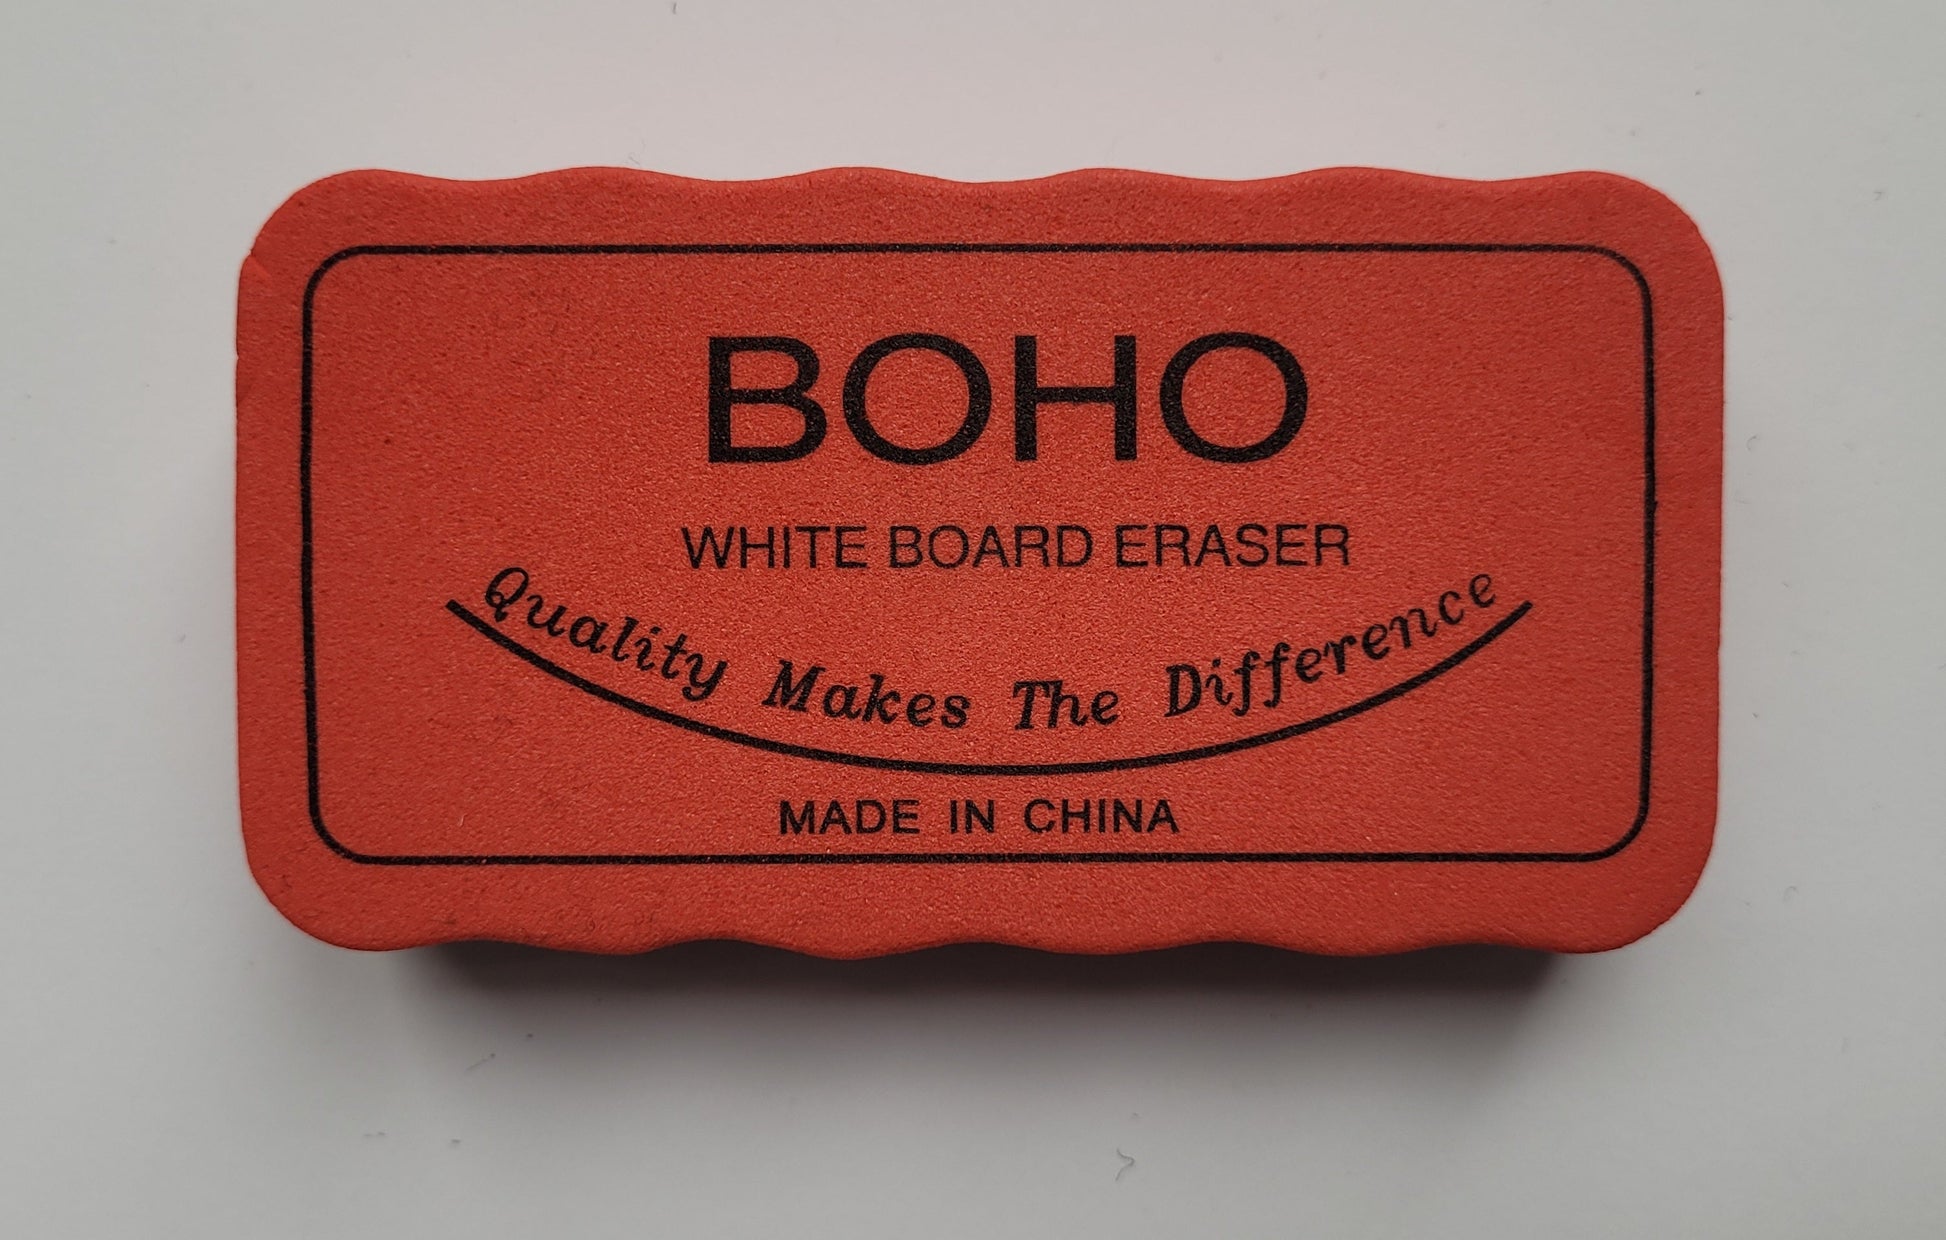 BOHO
WHITE BOARD ERASER
Quality Makes The Difference
MADE IN CHINA